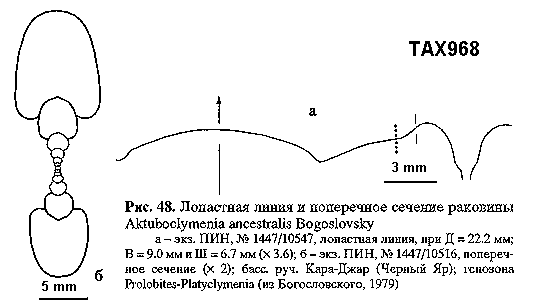 TAX968
а
3 mm
Рис. 48. Лопастная линия и поперечное сечение раковины
Aktuboclymenia ancestralis Bogoslovsky
а – экз. ПИН, № 1447/10547, лопастная линия, при Д = 22.2 мм;
В = 9.0 мм и Ш = 6.7 мм (× 3.6); б – экз. ПИН, № 1447/10516, попереч-
ное сечение (× 2); басс. руч. Кара-Джар (Черный Яр); генозона
Prolobites-Platyclymenia (из Богословского, 1979)
б
5 mm